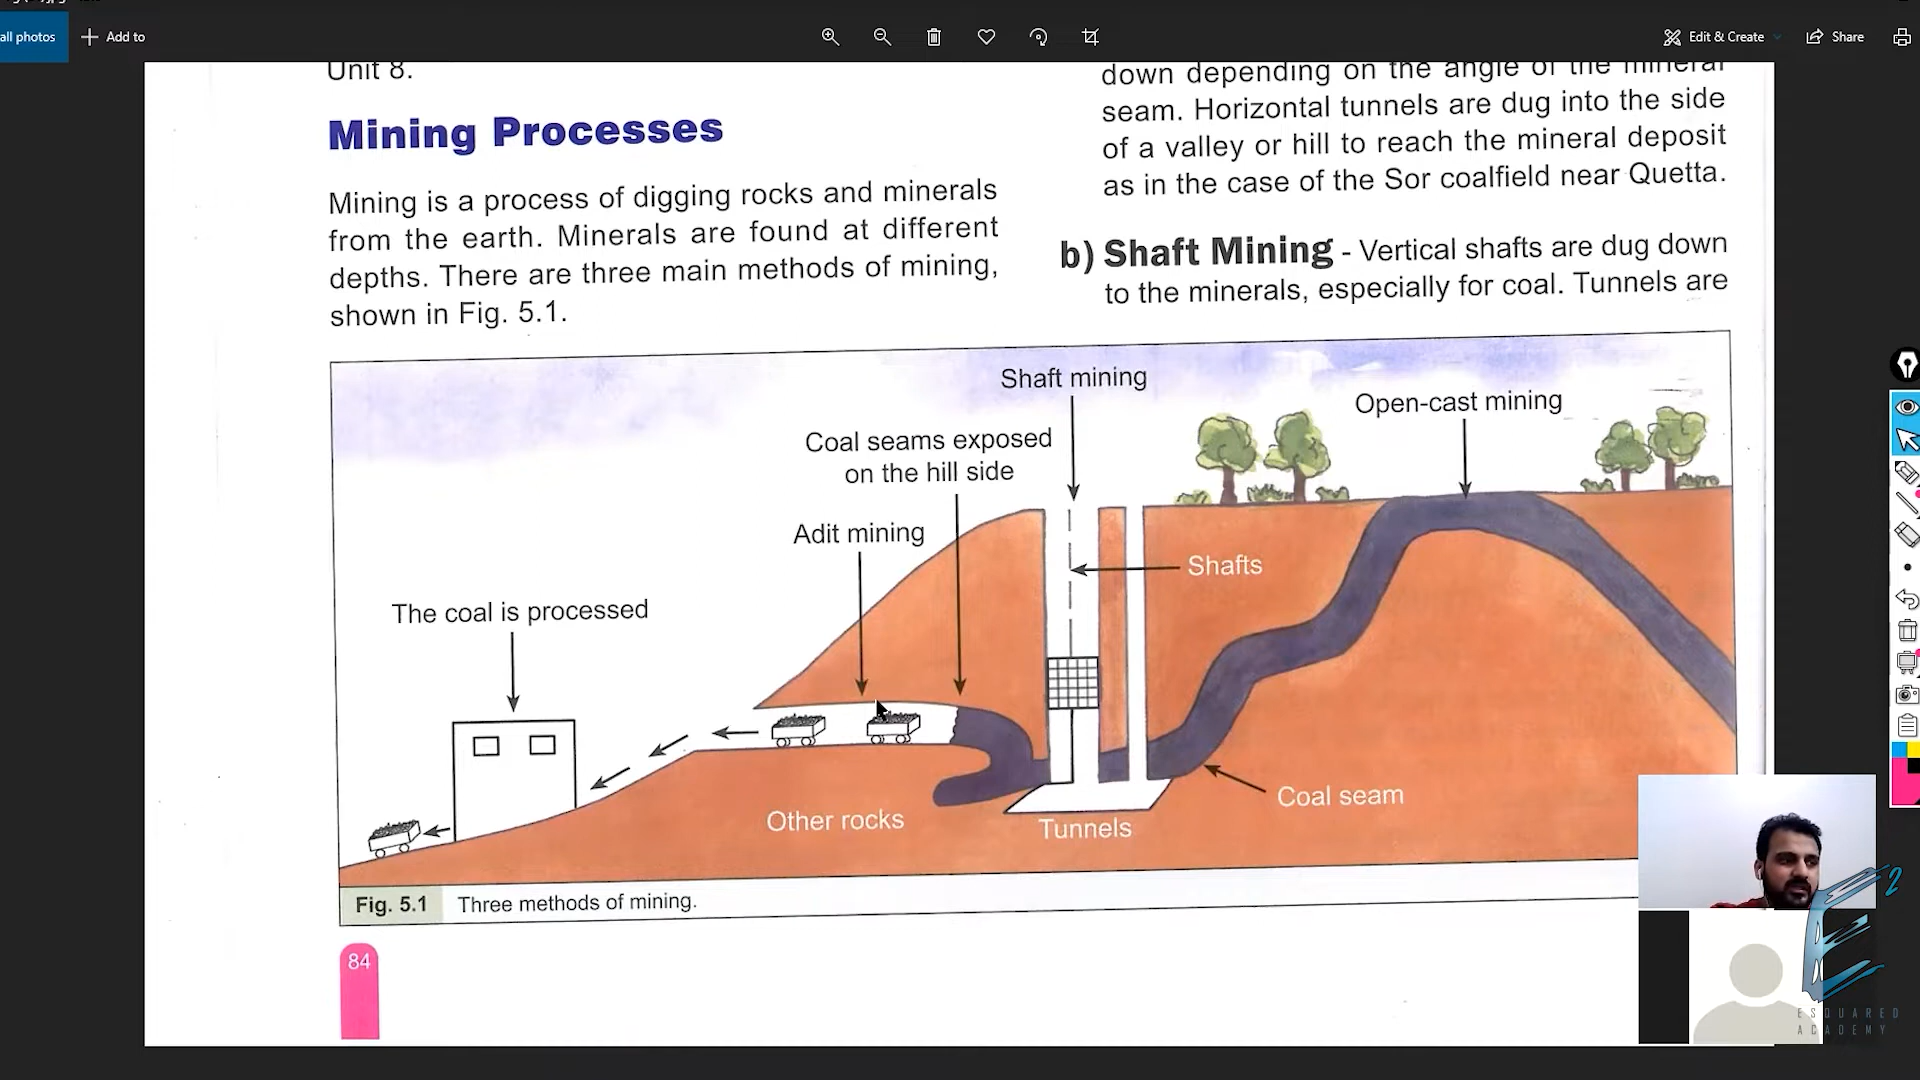 all photos
Add to
Edit & Create
Share
Unit 8.
Mining Processes
Mining is a process of digging rocks and minerals
from the earth. Minerals are found at different
depths. There are three main methods of mining,
shown in Fig. 5.1.
down depending on the angle of the mineral
seam. Horizontal tunnels are dug into the side
of a valley or hill to reach the mineral deposit
as in the case of the Sor coalfield near Quetta.
b) Shaft Mining - Vertical shafts are dug down
to the minerals, especially for coal. Tunnels are
Shaft mining
Open-cast mining
Coal seams exposed
on the hill side
Adit mining
Shafts
The coal is processed
Coal seam
Other rocks
Tunnels
Fig. 5.1 Three methods of mining.
84
E2
ESQUARED
ACADEMY